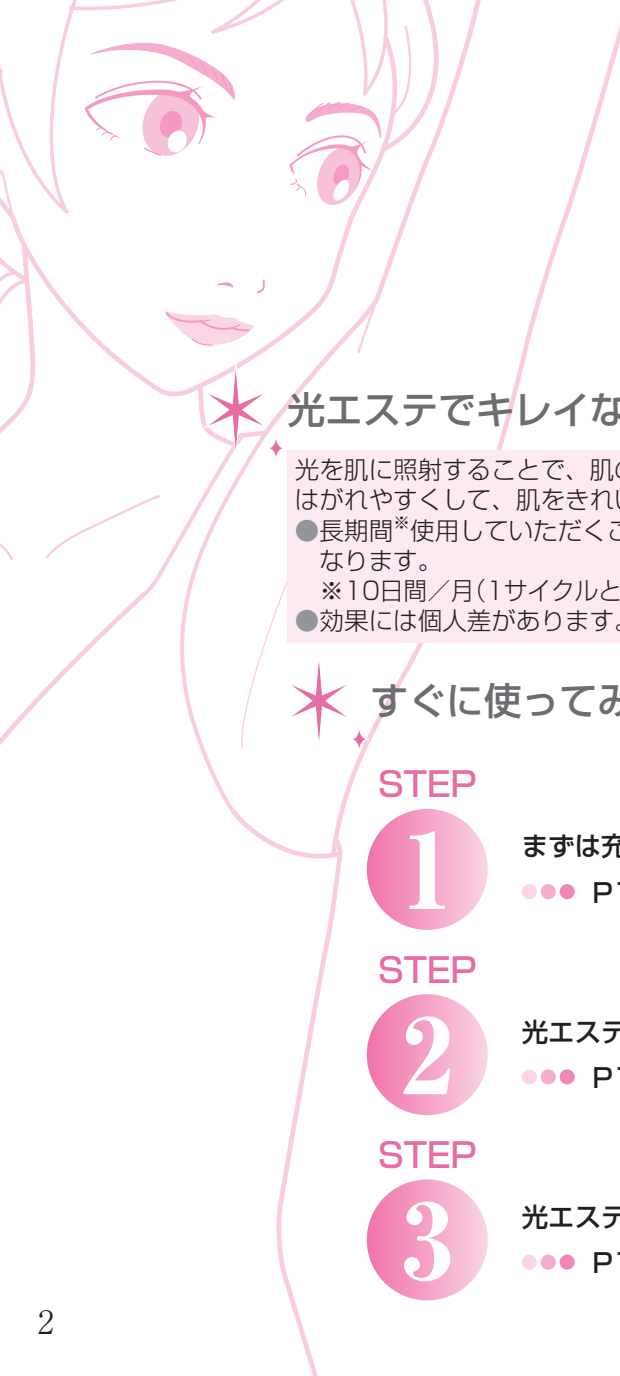 光エステでキレイな
光を肌に照射することで、肌の
はがれやすくして、肌をきれい
●長期間※使用していただくこ
なります。
※10日間／月(1サイクルと
●効果には個人差があります。
すぐに使ってみ
STEP
1
まずは充
●●● P1
STEP
2
光エステ
●●● P1
STEP
3
光エステ
●●● P1
2